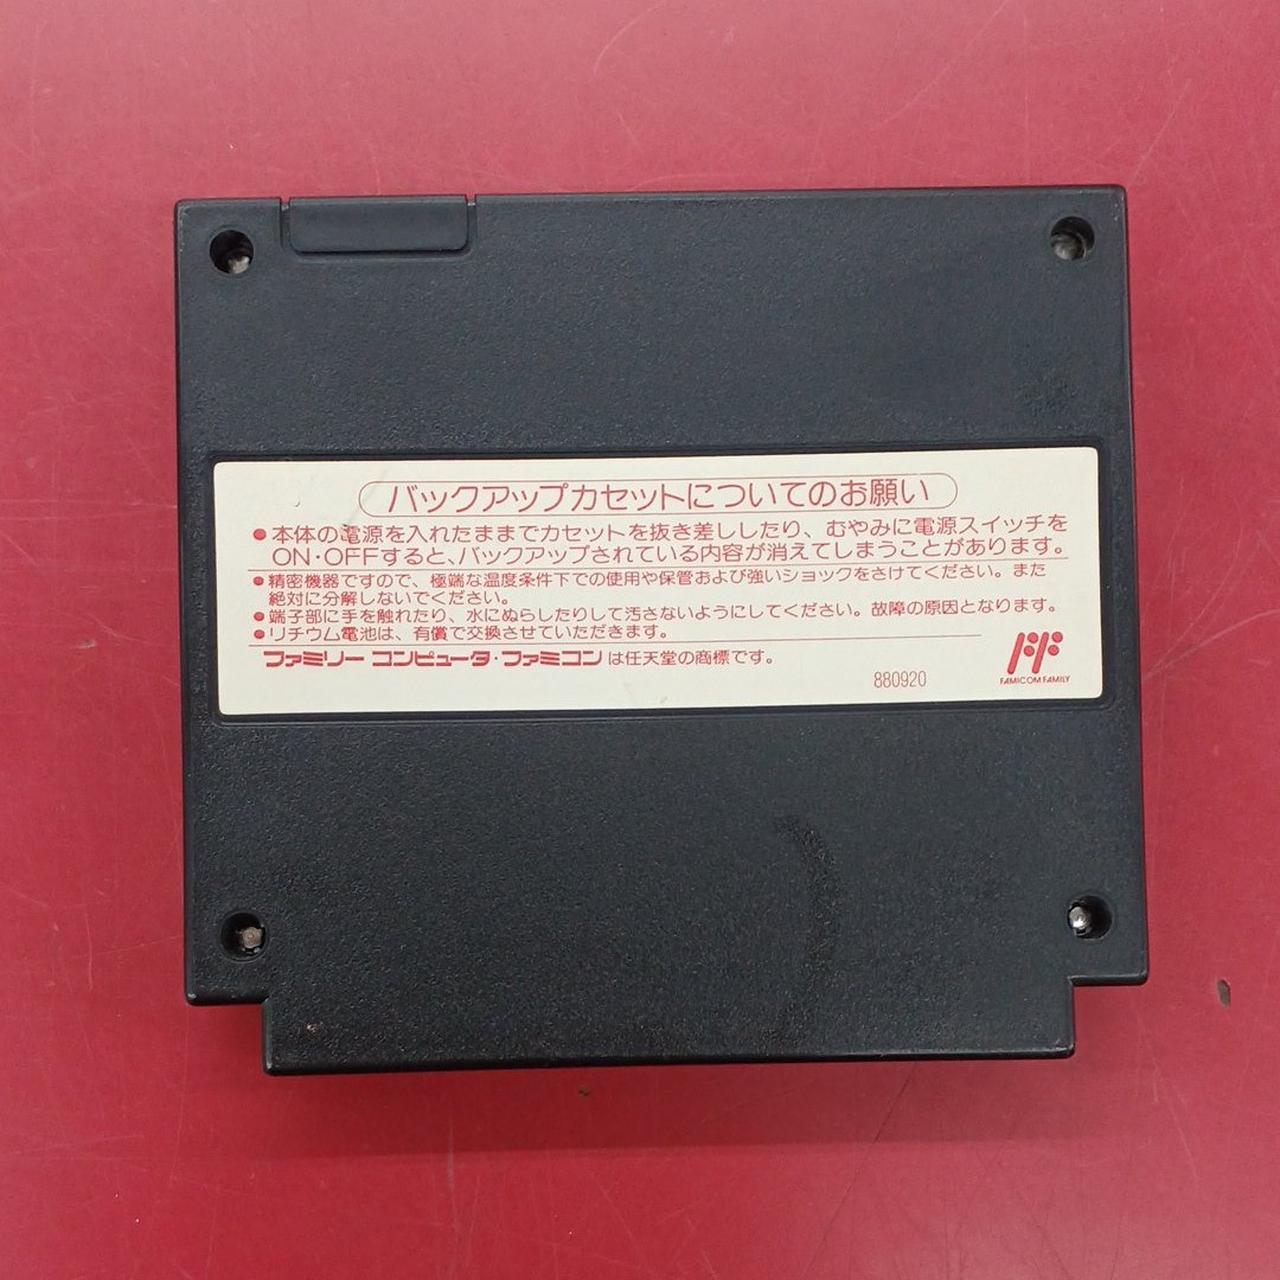 バックアップカセットについてのお願い
●本体の電源を入れたままでカセットを抜き差ししたり、むやみに電源スイッチを
ON・OFFすると、バックアップされている内容が消えてしまうことがあります。
●精密機器ですので、極端な温度条件下での使用や保管および強いショックをさけてください。また
絶対に分解しないでください。
●端子部に手を触れたり、水にぬらしたりして汚さないようにしてください。故障の原因となります。
●リチウム電池は、有償で交換させていただきます。
ファミリーコンピュータ・ファミコンは任天堂の商標です。
880920
FF
FAMICOM FAMILY